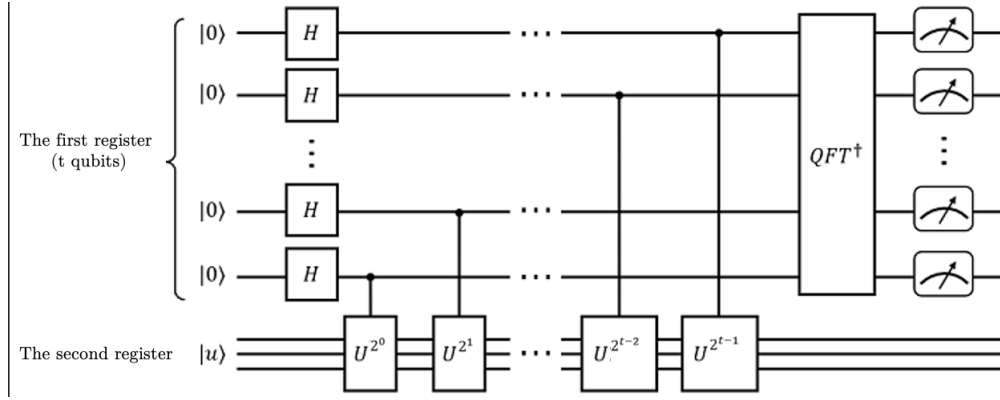 |0⟩ H ...
|0⟩ H ...
The first register
(t qubits)
⋮ ⋮
QFT†
|0⟩ H ...
|0⟩ H ...
The second register |u⟩ U^{2^0} U^{2^1} ... U^{2^{t-2}} U^{2^{t-1}}